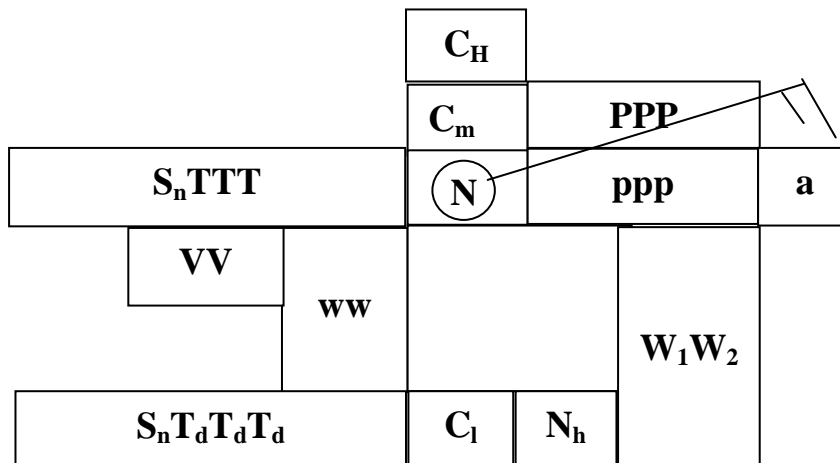 C_H
C_m PPP
S_nTTT N ppp a
VV
ww
W_1W_2
S_nT_dT_dT_d C_l N_h